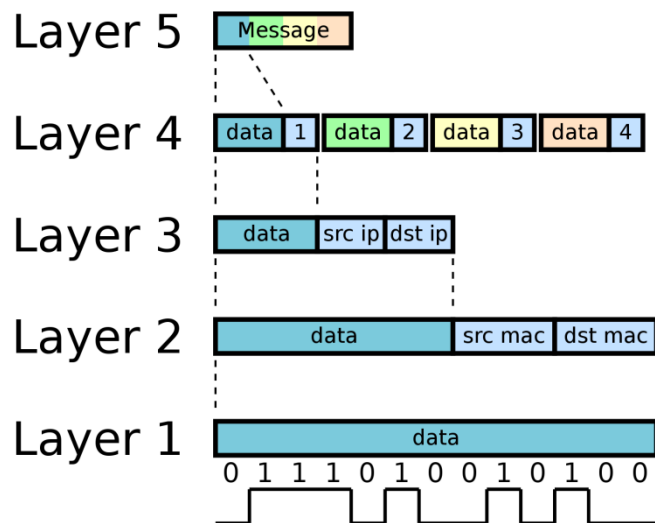 Layer 5 Message
Layer 4 data 1 data 2 data 3 data 4
Layer 3 data src ip dst ip
Layer 2 data src mac dst mac
Layer 1 data
0 1 1 1 0 1 0 0 1 0 1 0 0